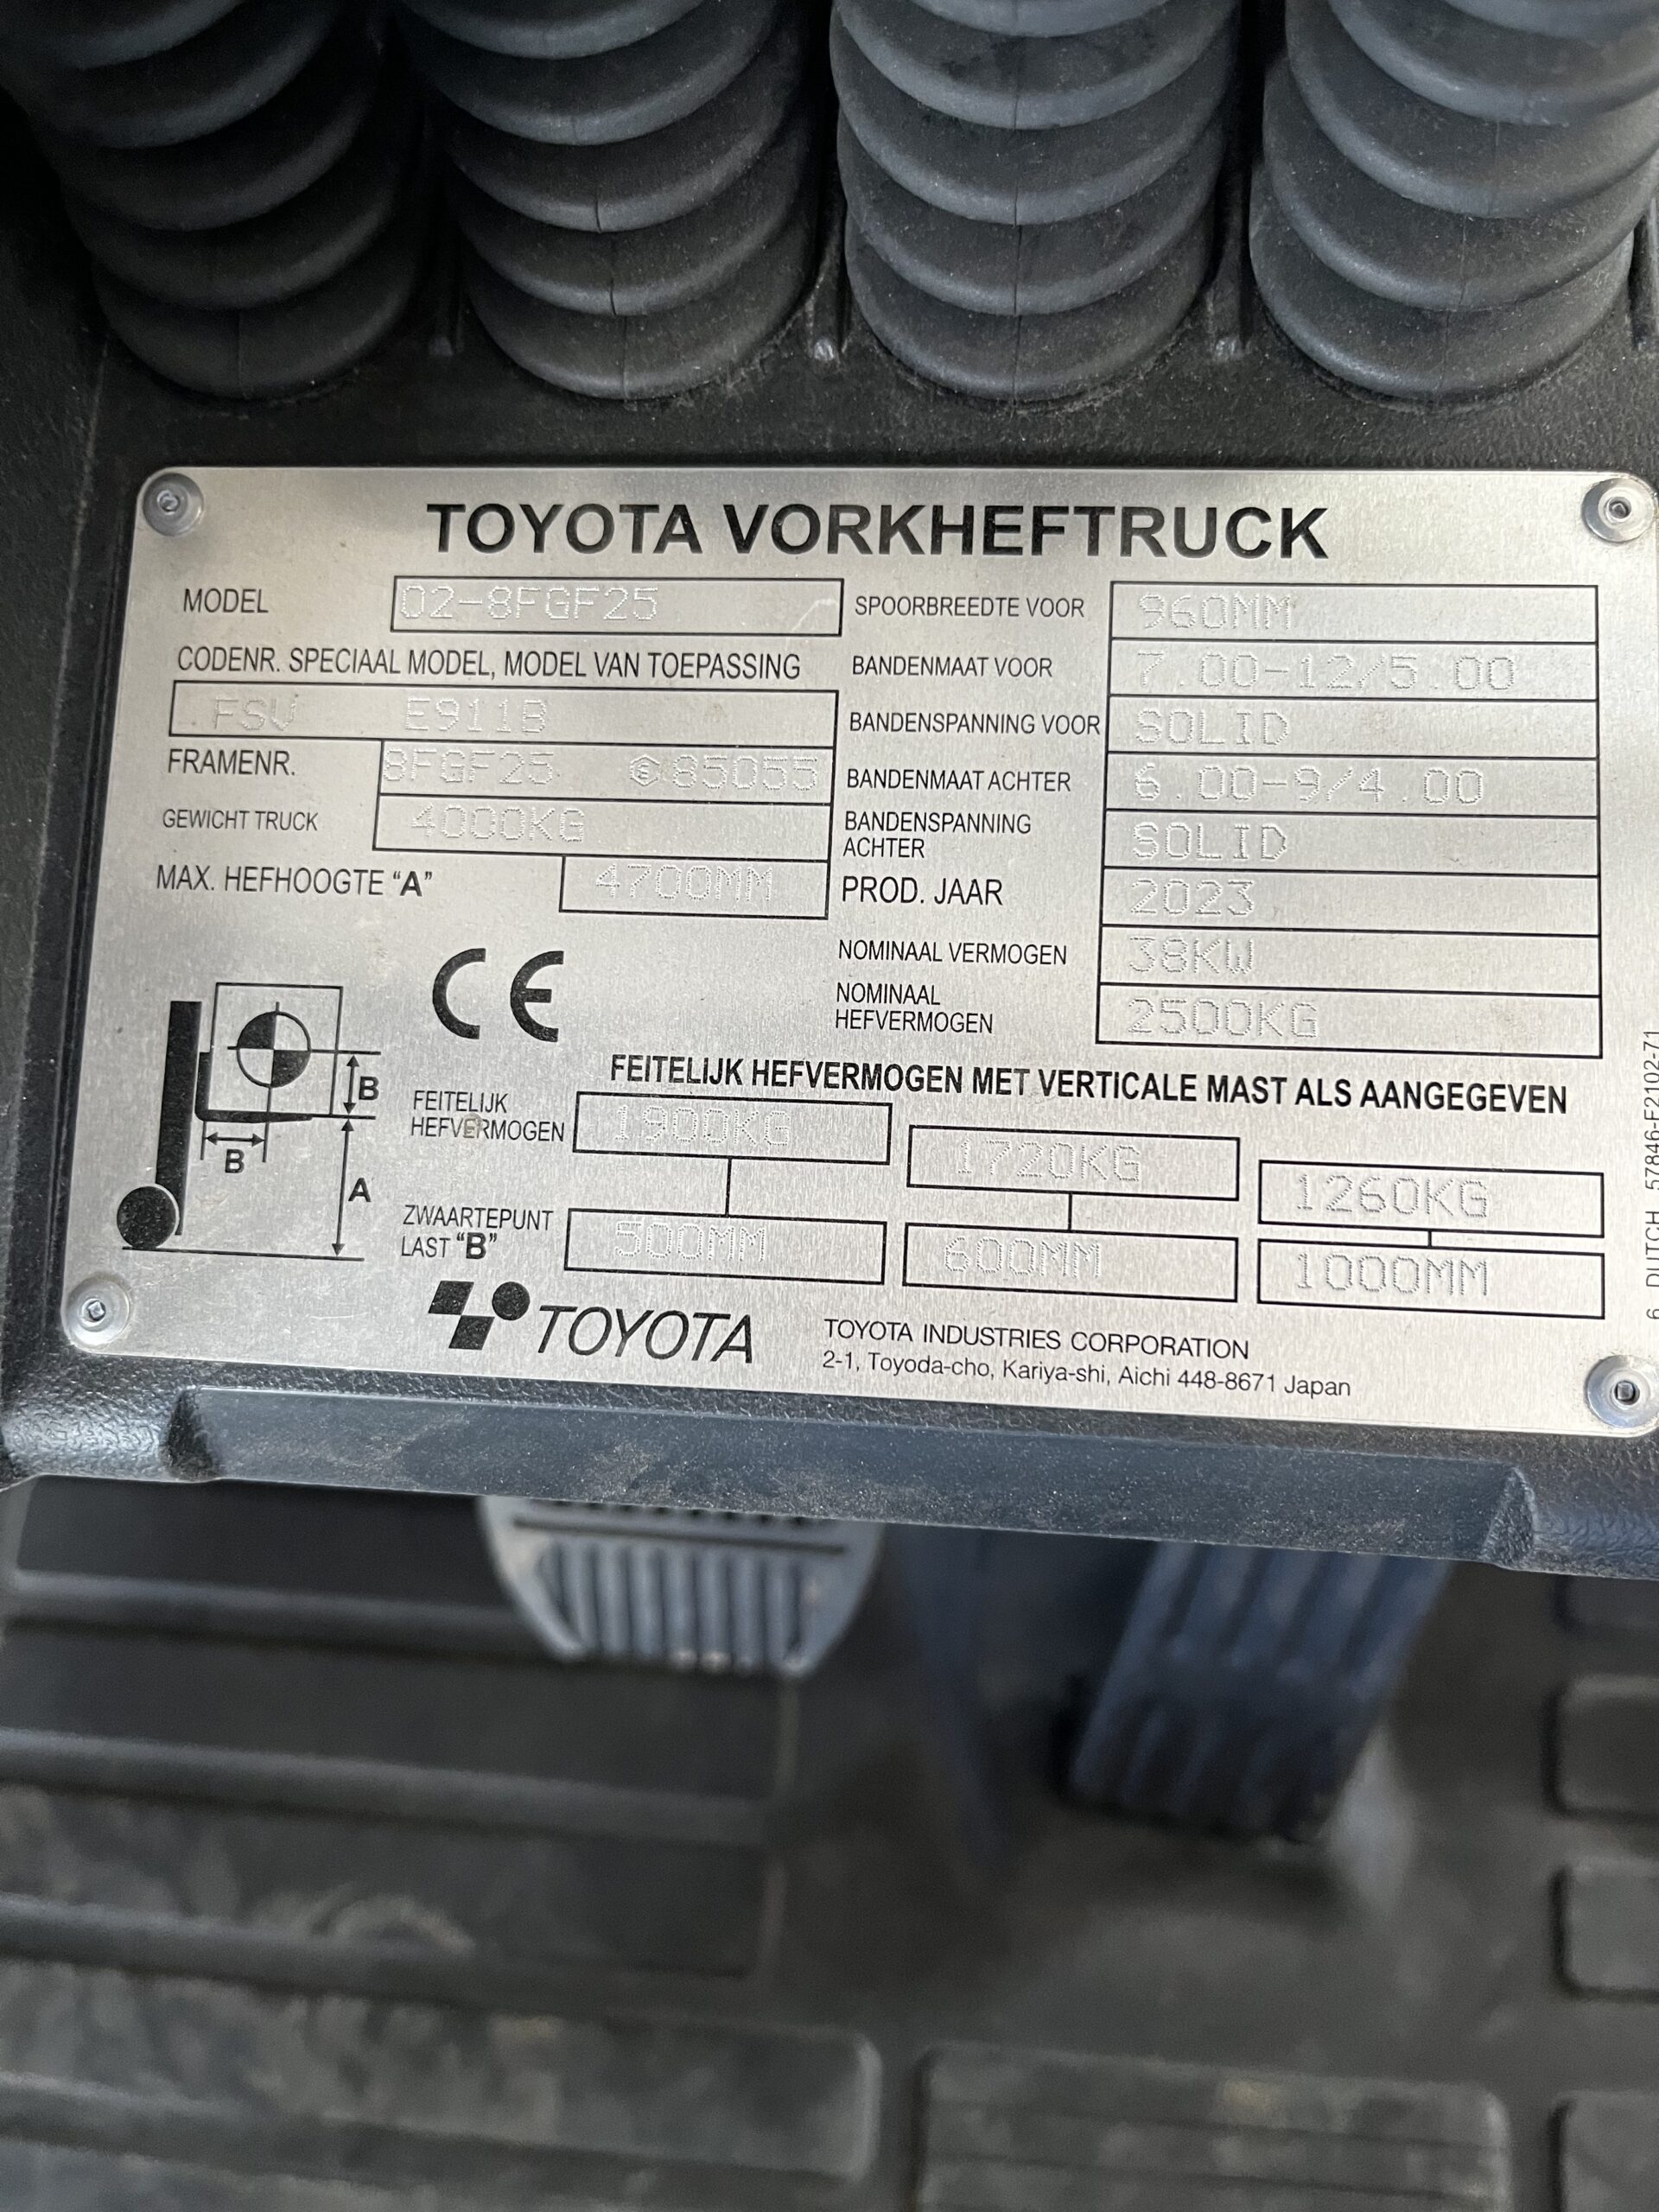 TOYOTA VORKHEFTRUCK
MODEL 02-8FGF25
CODENR. SPECIAAL MODEL, MODEL VAN TOEPASSING
FSV E911B
FRAMENR. 8FGF25 85055
GEWICHT TRUCK 4000KG
MAX. HEFHOOGTE “A” 4700MM
SPOORBREEDTE VOOR 960MM
BANDENMAAT VOOR 7.00-12/5.00
BANDENSPANNING VOOR SOLID
BANDENMAAT ACHTER 6.00-9/4.00
BANDENSPANNING
ACHTER SOLID
PROD. JAAR 2023
NOMINAAL VERMOGEN 38KW
NOMINAAL
HEFVERMOGEN 2500KG
CE
B
B
A
FEITELIJK HEFVERMOGEN MET VERTICALE MAST ALS AANGEGEVEN
FEITELIJK
HEFVERMOGEN 1900KG 1720KG 1260KG
ZWAARTEPUNT
LAST “B” 500MM 600MM 1000MM
TOYOTA
TOYOTA INDUSTRIES CORPORATION
2-1, Toyoda-cho, Kariya-shi, Aichi 448-8671 Japan
6 DUTCH 57846-F2102-71